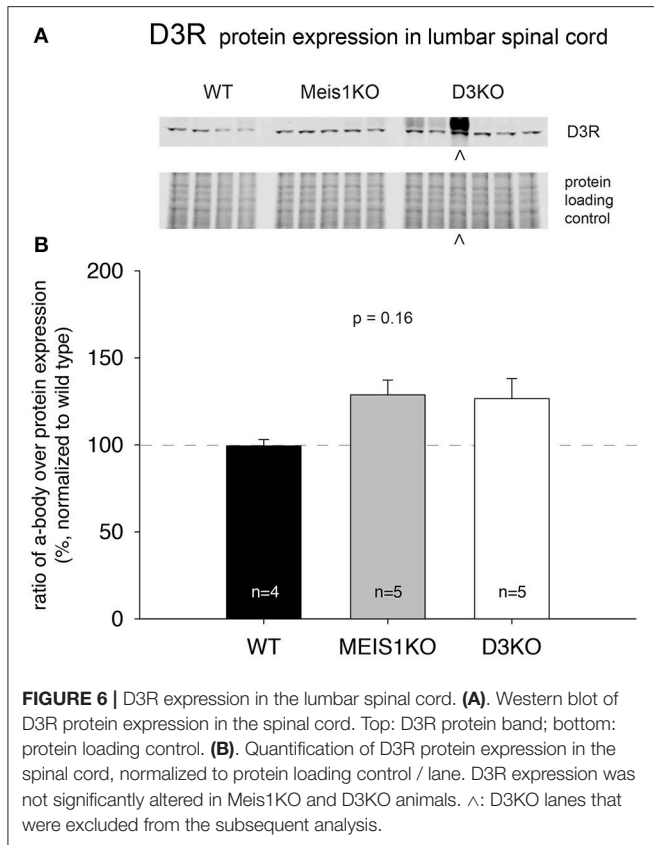 A
D3R protein expression in lumbar spinal cord
WT Meis1KO D3KO
D3R
^
protein
loading
control
^
B
ratio of a-body over protein expression
(%, normalized to wild type)
200
150
100
50
0
p = 0.16
n=4 n=5 n=5
WT MEIS1KO D3KO
FIGURE 6 | D3R expression in the lumbar spinal cord. (A). Western blot of
D3R protein expression in the spinal cord. Top: D3R protein band; bottom:
protein loading control. (B). Quantification of D3R protein expression in the
spinal cord, normalized to protein loading control / lane. D3R expression was
not significantly altered in Meis1KO and D3KO animals. ∧: D3KO lanes that
were excluded from the subsequent analysis.